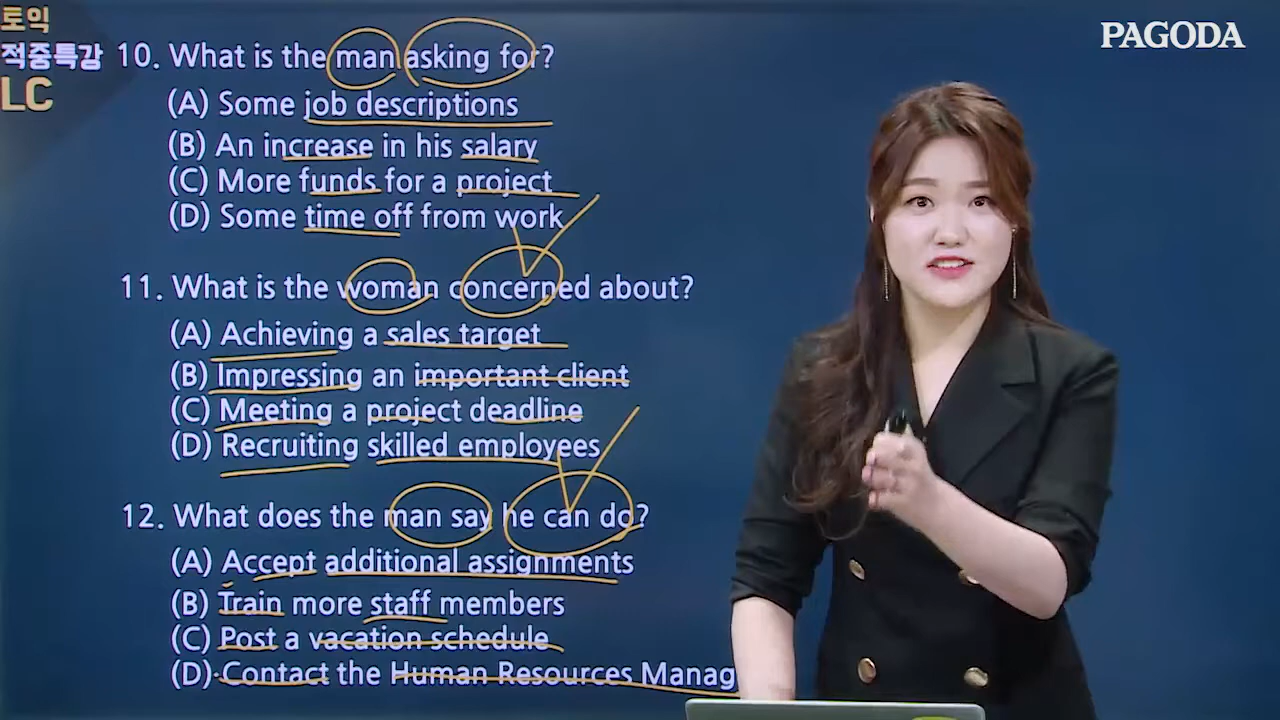 토익
적중특강
LC
PAGODA
10. What is the man asking for?
(A) Some job descriptions
(B) An increase in his salary
(C) More funds for a project
(D) Some time off from work
11. What is the woman concerned about?
(A) Achieving a sales target
(B) Impressing an important client
(C) Meeting a project deadline
(D) Recruiting skilled employees
12. What does the man say he can do?
(A) Accept additional assignments
(B) Train more staff members
(C) Post a vacation schedule
(D) Contact the Human Resources Manag